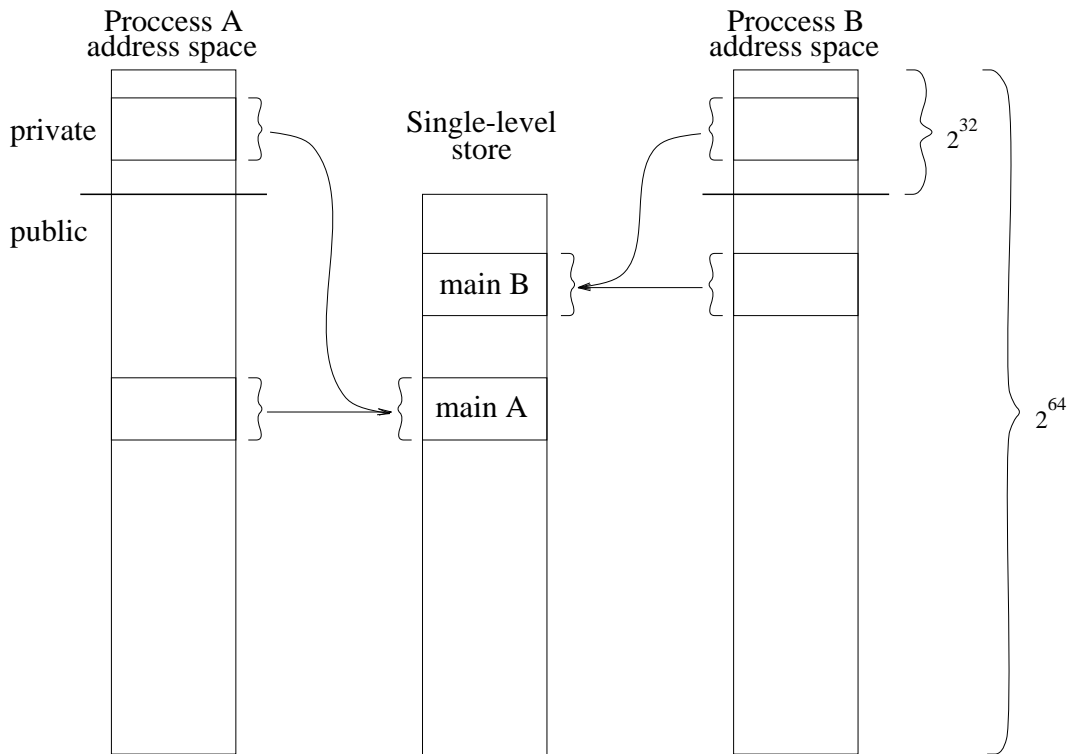 Proccess A
address space
Proccess B
address space
private
Single-level
store
2^32
public
main B
main A
2^64